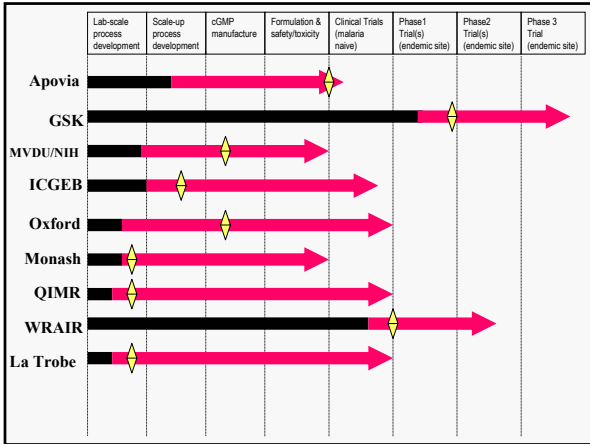 Lab-scale process development
Scale-up process development
cGMP manufacture
Formulation & safety/toxicity
Clinical Trials (malaria naive)
Phase1 Trial(s) (endemic site)
Phase2 Trial(s) (endemic site)
Phase 3 Trial (endemic site)
Apovia
GSK
MVDU/NIH
ICGEB
Oxford
Monash
QIMR
WRAIR
La Trobe